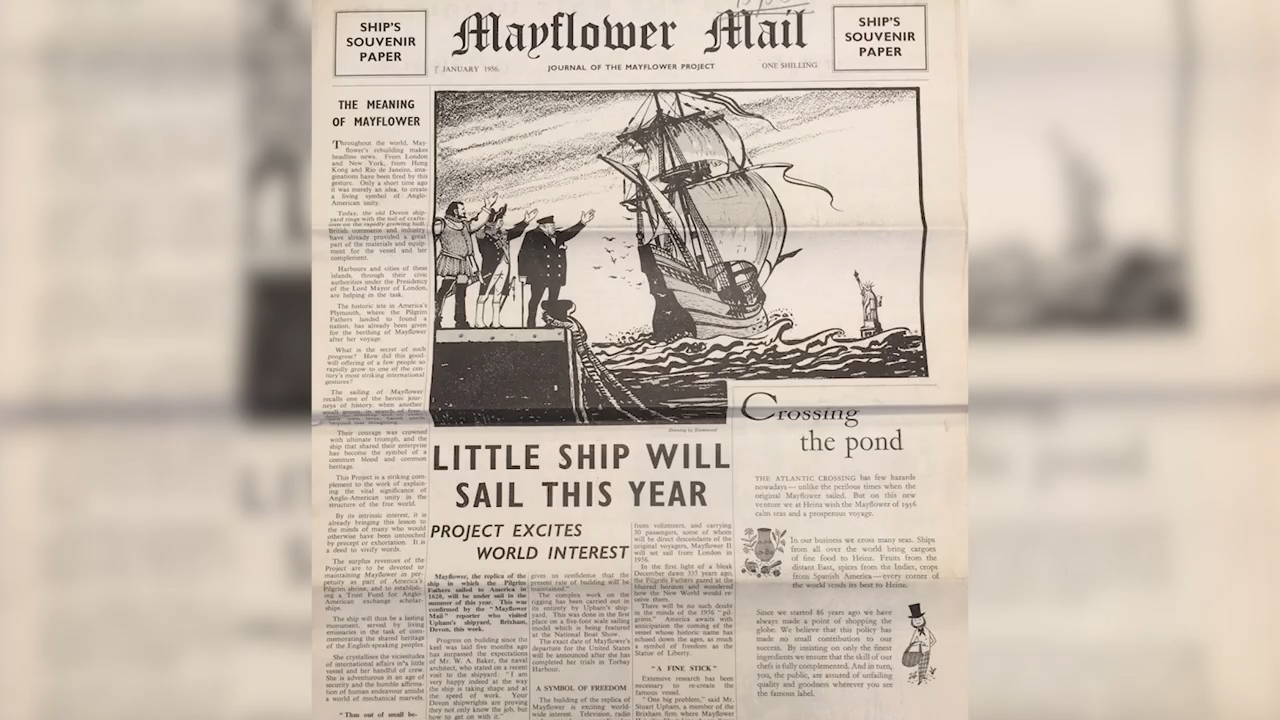 SHIP'S
SOUVENIR
PAPER
Mayflower Mail
JANUARY 1956.
JOURNAL OF THE MAYFLOWER PROJECT
ONE SHILLING
SHIP'S
SOUVENIR
PAPER
THE MEANING
OF MAYFLOWER
Throughout the world, May-
flower's rebuilding makes
headline news. From London
and New York, from Hong
Kong and Rio de Janeiro, ima-
ginations have been fired by this
gesture. Only a short time ago
it was merely an idea, to create
a living symbol of Anglo-
American unity.
Today, the old Devon ship-
yard rings with the toil of crafts-
men on the rapidly growing hull.
British commerce and industry
have already provided a great
part of the materials and equip-
ment for the vessel and her
complement.
Harbours and cities of these
islands, through their civic
authorities under the Presidency
of the Lord Mayor of London,
are helping in the task.
The historic site in America's
Plymouth, where the Pilgrim
Fathers landed to found a
nation, has already been given
for the berthing of Mayflower
after her voyage.
What is the secret of such
progress? How did this good-
will offering of a few people so
rapidly grow to one of the cen-
tury's most striking international
gestures?
The sailing of Mayflower
recalls one of the heroic jour-
neys of history, when another
small group, in search of free-
Their courage was crowned
with ultimate triumph, and the
ship that shared their enterprise
has become the symbol of a
common blood and common
heritage.
This Project is a striking com-
plement to the work of explain-
ing the vital significance of
Anglo-American unity in the
structure of the free world.
By its intrinsic interest, it is
already bringing this lesson to
the minds of many who would
otherwise have been untouched
by precept or exhortation. It is
a deed to vivify words.
The surplus revenues of the
Project are to be devoted to
maintaining Mayflower in per-
petuity as part of America's
Pilgrim shrine, and to establish-
ing a Trust Fund for Anglo-
American exchange scholar-
ships.
The ship will thus be a lasting
monument, served by living
emissaries in the task of com-
memorating the shared heritage
of the English-speaking peoples.
She crystallises the vicissitudes
of international affairs in a little
vessel and her handful of crew.
She is adventurous in an age of
security and the humble affirma-
tion of human endeavour amidst
a world of mechanical marvels.
"Thus out of small be-
LITTLE SHIP WILL
SAIL THIS YEAR
PROJECT EXCITES
WORLD INTEREST
Mayflower, the replica of the
ship in which the Pilgrim
Fathers sailed to America in
1620, will be under sail in the
summer of this year. This was
confirmed by the "Mayflower
Mail" reporter who visited
Upham's shipyard, Brixham,
Devon, this week.
Progress on building since the
keel was laid five months ago
has surpassed the expectations
of Mr. W. A. Baker, the naval
architect, who stated on a recent
visit to the shipyard: "I am
very happy indeed at the way
the ship is taking shape and at
the speed of work. Your
Devon shipwrights are proving
they not only know the job, but
how to get on with it."
gives us confidence that the
present rate of building will be
maintained."
The complex work on the
rigging has been carried out in
its entirety by Upham's ship-
yard. This was done in the first
place on a five-foot scale sailing
model which is being featured
at the National Boat Show.
The exact date of Mayflower's
departure for the United States
will be announced after she has
completed her trials in Torbay
Harbour.
A SYMBOL OF FREEDOM
The building of the replica of
Mayflower is exciting world-
wide interest. Television, radio
from volunteers, and carrying
50 passengers, some of whom
will be direct descendants of the
original voyagers, Mayflower II
will set sail from London in
1956.
In the first light of a bleak
December dawn 335 years ago,
the Pilgrim Fathers gazed at the
blurred horizon and wondered
how the New World would re-
ceive them.
There will be no such doubt
in the minds of the 1956 "pil-
grims." America awaits with
anticipation the coming of the
vessel whose historic name has
echoed down the ages, as much
a symbol of freedom as the
Statue of Liberty.
"A FINE STICK"
Extensive research has been
necessary to re-create the
famous vessel.
"One big problem," said Mr.
Stuart Upham, a member of the
Brixham firm where Mayflower
Crossing
the pond
THE ATLANTIC CROSSING has few hazards
nowadays — unlike the perilous times when the
original Mayflower sailed. But on this new
venture we at Heinz wish the Mayflower of 1956
calm seas and a prosperous voyage.
In our business we cross many seas. Ships
from all over the world bring cargoes
of fine food to Heinz. Fruits from the
distant East, spices from the Indies, crops
from Spanish America — every corner of
the world sends its best to Heinz.
Since we started 86 years ago we have
always made a point of shopping the
globe. We believe that this policy has
made no small contribution to our
success. By insisting on only the finest
ingredients we ensure that the skill of our
chefs is fully complemented. And in turn,
you, the public, are assured of unfailing
quality and goodness wherever you see
the famous label.